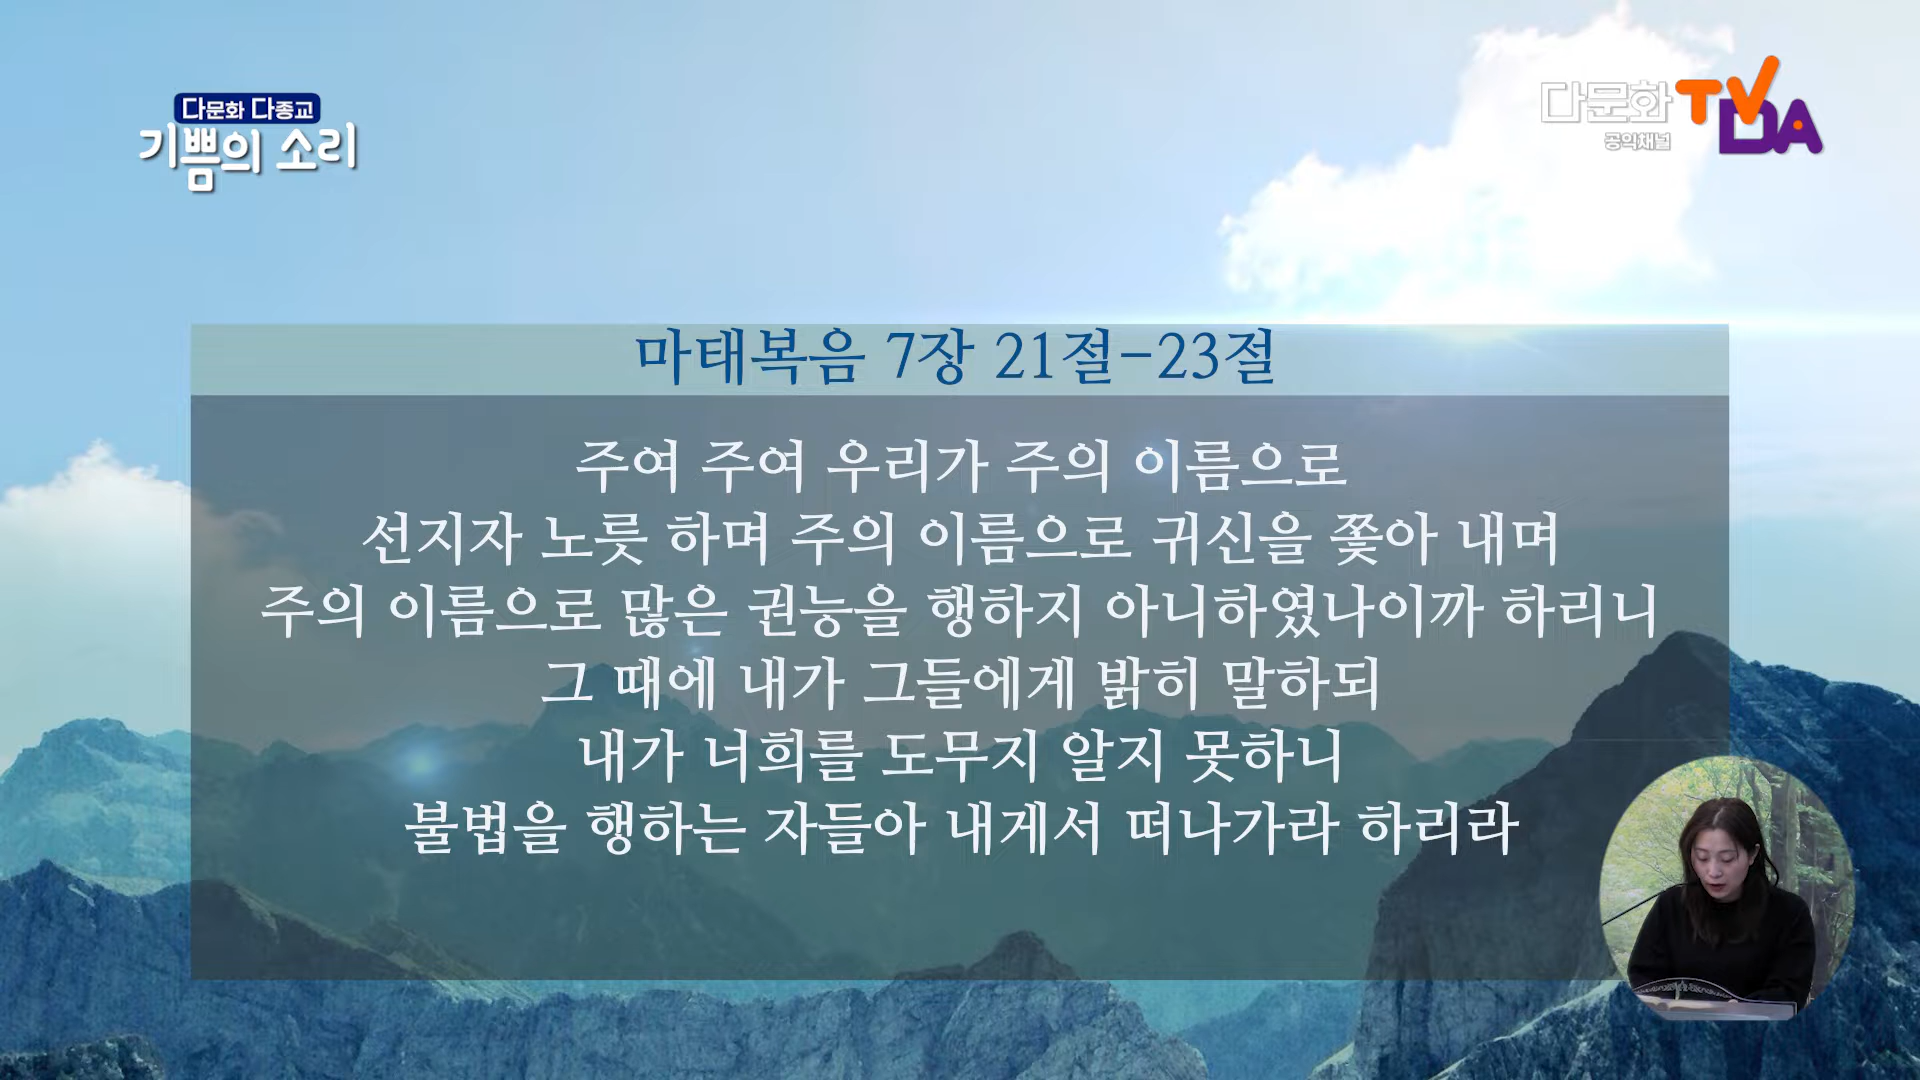 다문화 다종교
기쁨의 소리
다문화 TV
공익채널 DA
마태복음 7장 21절-23절
주여 주여 우리가 주의 이름으로
선지자 노릇 하며 주의 이름으로 귀신을 쫓아 내며
주의 이름으로 많은 권능을 행하지 아니하였나이까 하리니
그 때에 내가 그들에게 밝히 말하되
내가 너희를 도무지 알지 못하니
불법을 행하는 자들아 내게서 떠나가라 하리라